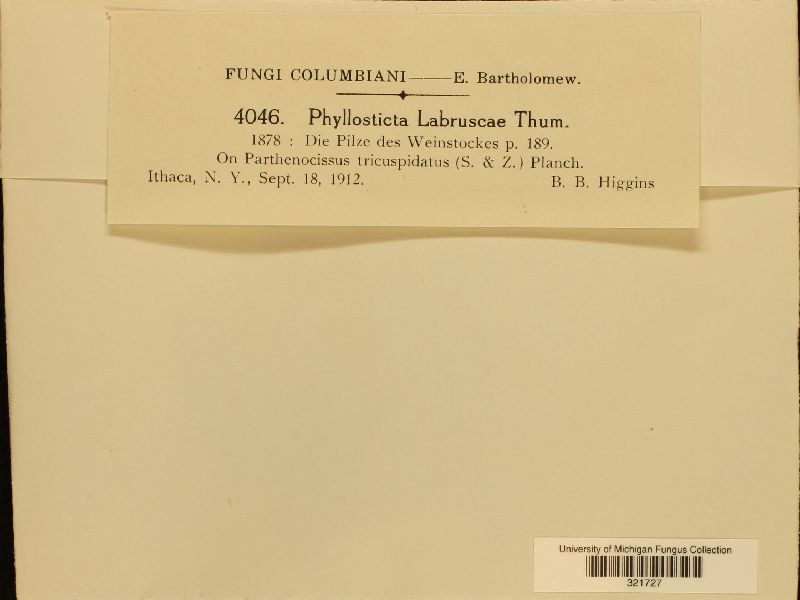 FUNGI COLUMBIANI——E. Bartholomew.
4046. Phyllosticta Labruscae Thum.
1878 : Die Pilze des Weinstockes p. 189.
On Parthenocissus tricuspidatus (S. & Z.) Planch.
Ithaca, N. Y., Sept. 18, 1912. B. B. Higgins
University of Michigan Fungus Collection
321727